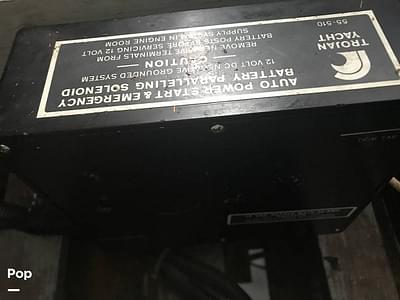 TROJAN
YACHT
55-510
AUTO POWER START & EMERGENCY
BATTERY PARALLELING SOLENOID
12 VOLT DC NEGATIVE GROUNDED SYSTEM
— CAUTION —
REMOVE NEGATIVE TERMINALS FROM
BATTERY POSTS BEFORE SERVICING 12 VOLT
SUPPLY SYSTEM IN ENGINE ROOM
Pop